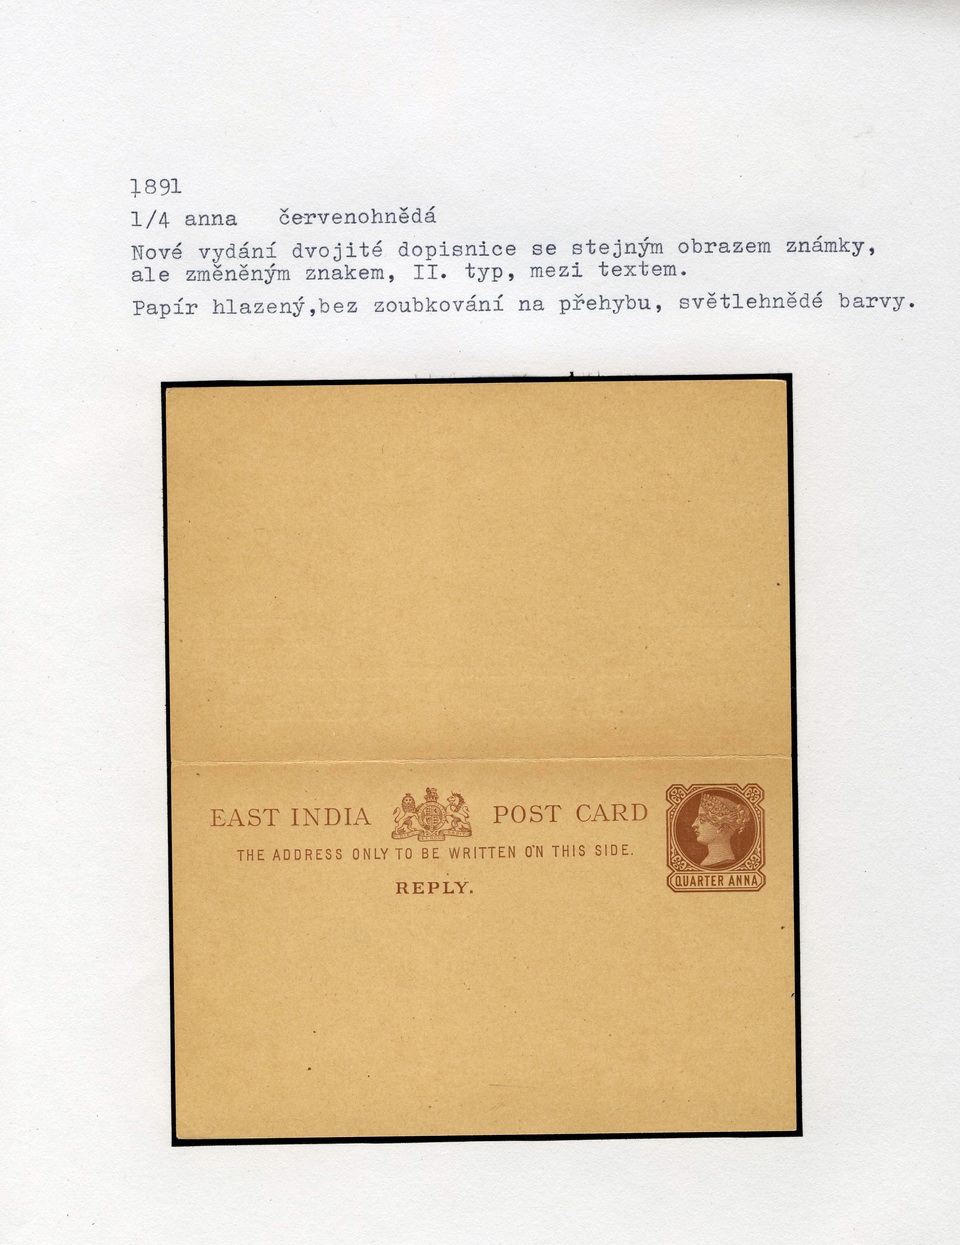 1891
1/4 anna červenohnědá
Nové vydání dvojité dopisnice se stejným obrazem známky,
ale změněným znakem, II. typ, mezi textem.
Papír hlazený,bez zoubkování na přehybu, světlehnědé barvy.
EAST INDIA POST CARD
THE ADDRESS ONLY TO BE WRITTEN ON THIS SIDE.
REPLY.
QUARTER ANNA